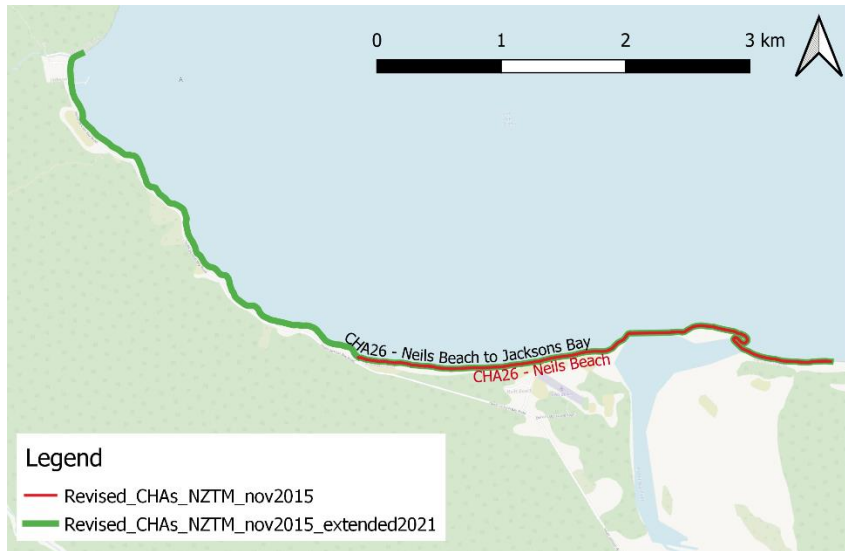 0 1 2 3 km
CHA26 - Neils Beach to Jacksons Bay
CHA26 - Neils Beach
Legend
Revised_CHAs_NZTM_nov2015
Revised_CHAs_NZTM_nov2015_extended2021